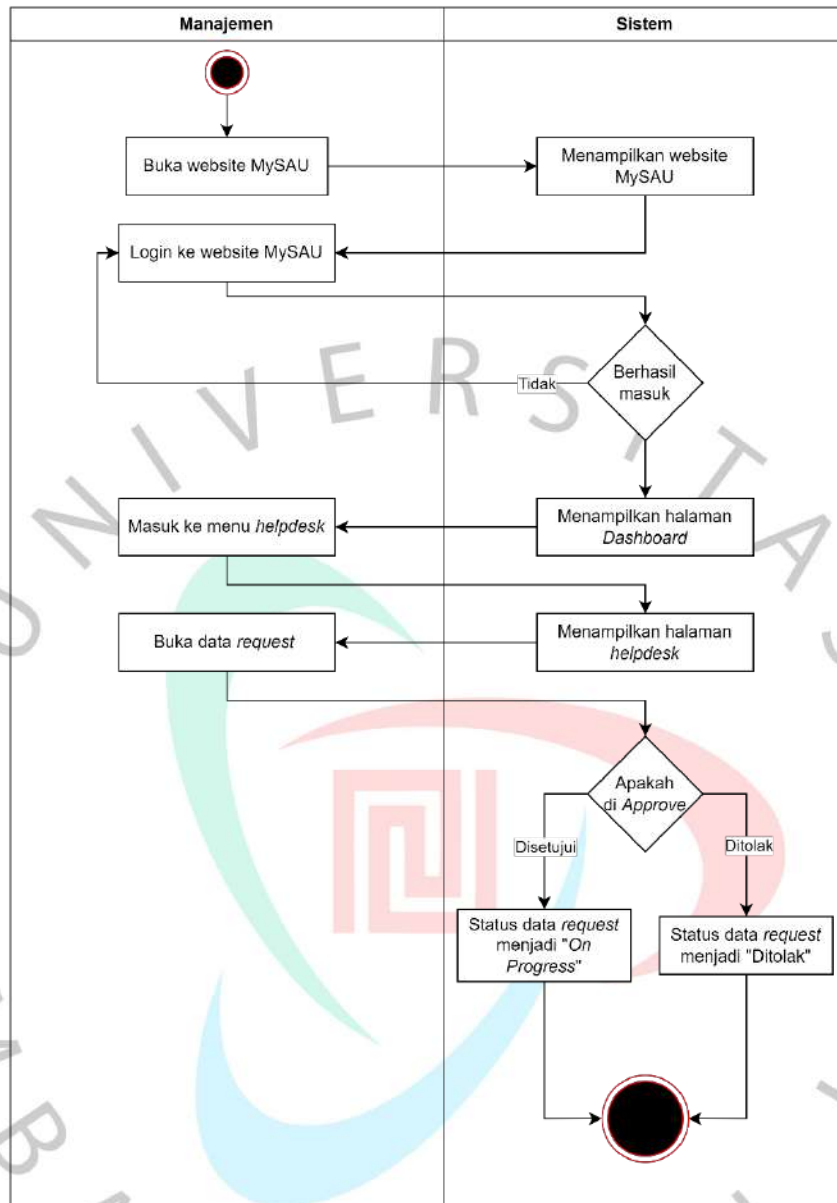 Manajemen
Sistem
Buka website MySAU
Menampilkan website
MySAU
Login ke website MySAU
Berhasil
masuk
Tidak
Masuk ke menu helpdesk
Menampilkan halaman
Dashboard
Buka data request
Menampilkan halaman
helpdesk
Apakah
di Approve
Disetujui
Ditolak
Status data request
menjadi "On
Progress"
Status data request
menjadi "Ditolak"
UNIVERSITAS